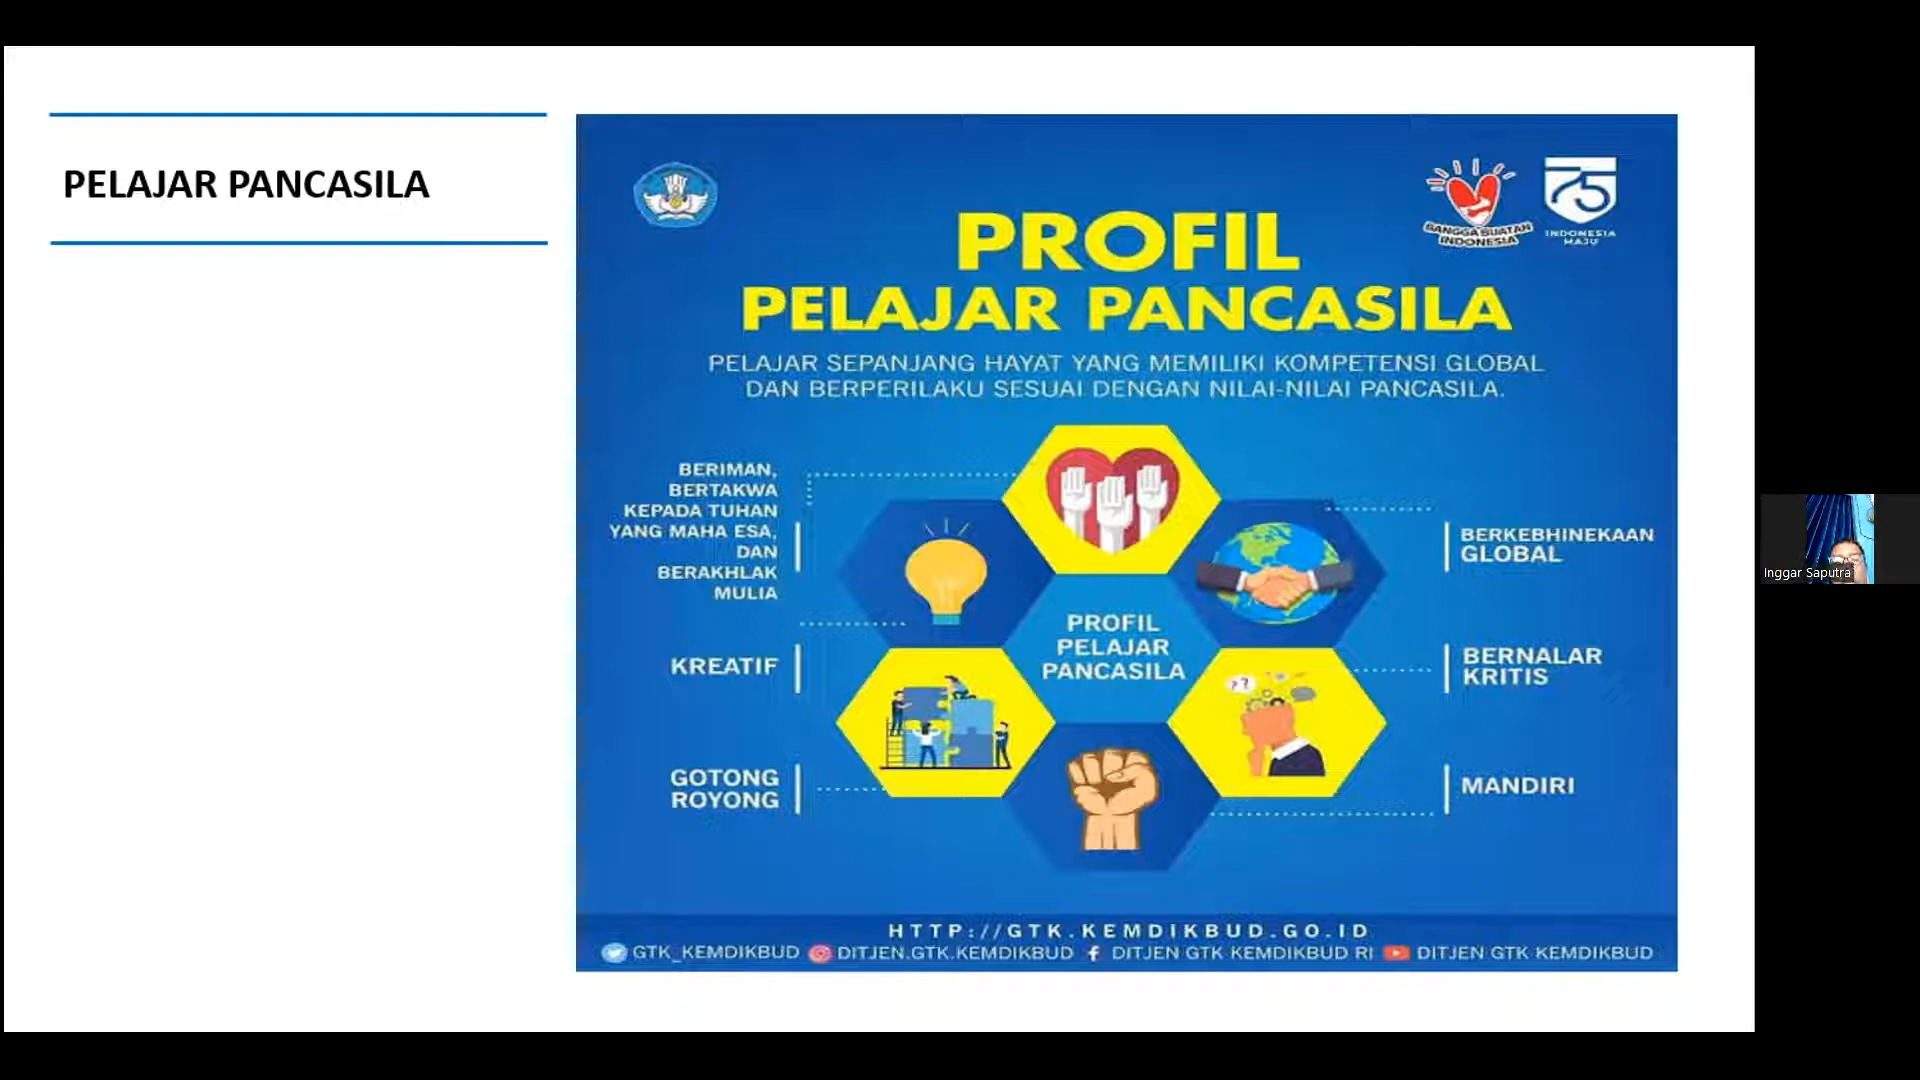 PELAJAR PANCASILA
BANGGA BUATAN
INDONESIA
75
INDONESIA
MAJU
PROFIL
PELAJAR PANCASILA
PELAJAR SEPANJANG HAYAT YANG MEMILIKI KOMPETENSI GLOBAL
DAN BERPERILAKU SESUAI DENGAN NILAI-NILAI PANCASILA.
BERIMAN,
BERTAKWA
KEPADA TUHAN
YANG MAHA ESA,
DAN
BERAKHLAK
MULIA
KREATIF
GOTONG
ROYONG
PROFIL
PELAJAR
PANCASILA
??
BERKEBHINEKAAN
GLOBAL
BERNALAR
KRITIS
MANDIRI
HTTP://GTK.KEMDIKBUD.GO.ID
GTK_KEMDIKBUD DITJEN.GTK.KEMDIKBUD DITJEN GTK KEMDIKBUD RI DITJEN GTK KEMDIKBUD
Inggar Saputra